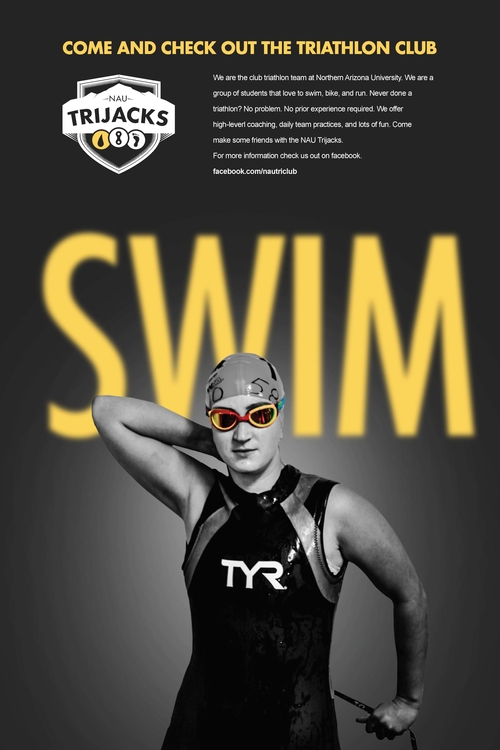 COME AND CHECK OUT THE TRIATHLON CLUB
NAU
TRIJACKS
We are the club triathlon team at Northern Arizona University. We are a
group of students that love to swim, bike, and run. Never done a
triathlon? No problem. No prior experience required. We offer
high-leverl coaching, daily team practices, and lots of fun. Come
make some friends with the NAU Trijacks.
For more information check us out on facebook.
facebook.com/nautriclub
SWIM
TYR